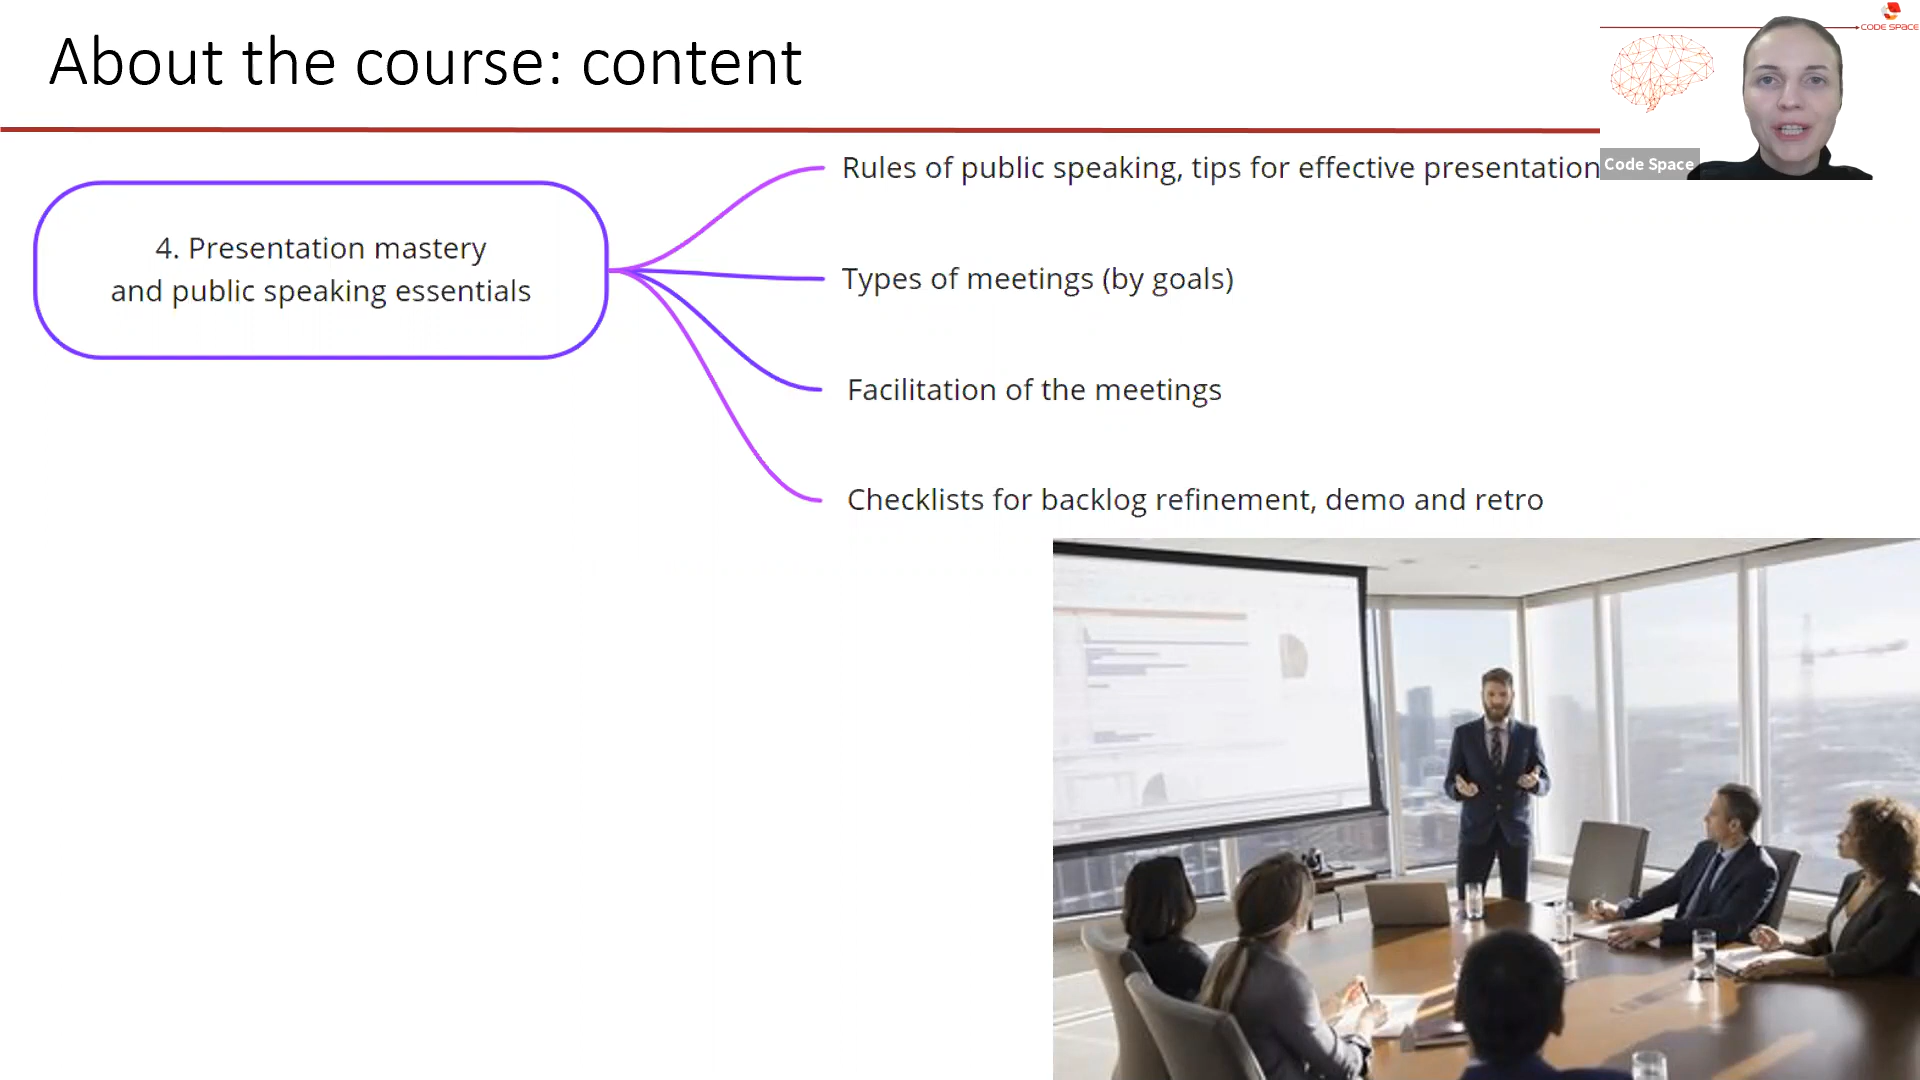 About the course: content
CODE SPACE
Code Space
4. Presentation mastery
and public speaking essentials
Rules of public speaking, tips for effective presentation
Types of meetings (by goals)
Facilitation of the meetings
Checklists for backlog refinement, demo and retro